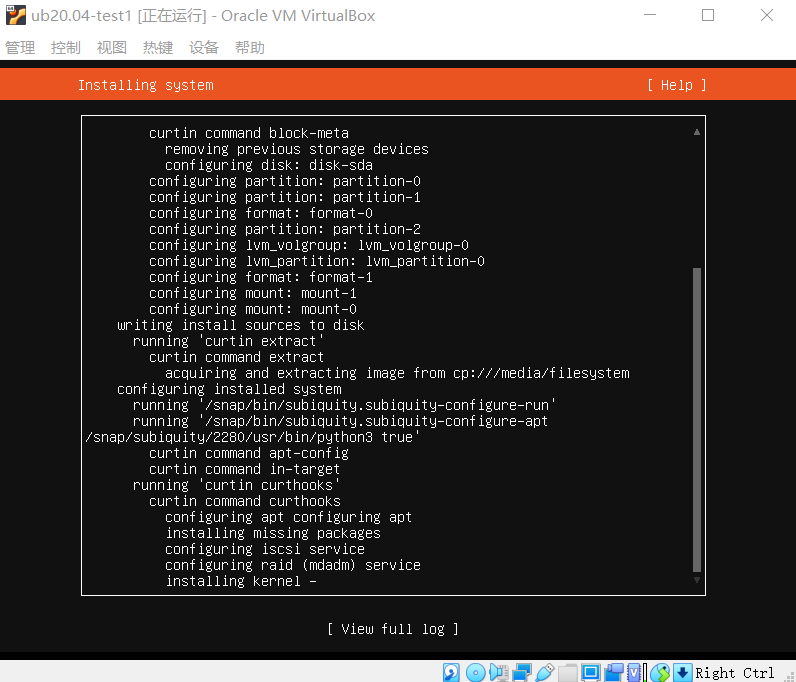 ub20.04-test1 [正在运行] - Oracle VM VirtualBox
管理 控制 视图 热键 设备 帮助
Installing system [ Help ]
curtin command block-meta
removing previous storage devices
configuring disk: disk-sda
configuring partition: partition-0
configuring partition: partition-1
configuring format: format-0
configuring partition: partition-2
configuring lvm_volgroup: lvm_volgroup-0
configuring lvm_partition: lvm_partition-0
configuring format: format-1
configuring mount: mount-1
configuring mount: mount-0
writing install sources to disk
running 'curtin extract'
curtin command extract
acquiring and extracting image from cp:///media/filesystem
configuring installed system
running '/snap/bin/subiquity.subiquity-configure-run'
running '/snap/bin/subiquity.subiquity-configure-apt
/snap/subiquity/2280/usr/bin/python3 true'
curtin command apt-config
curtin command in-target
running 'curtin curthooks'
curtin command curthooks
configuring apt configuring apt
installing missing packages
configuring iscsi service
configuring raid (mdadm) service
installing kernel -
[ View full log ]
Right Ctrl